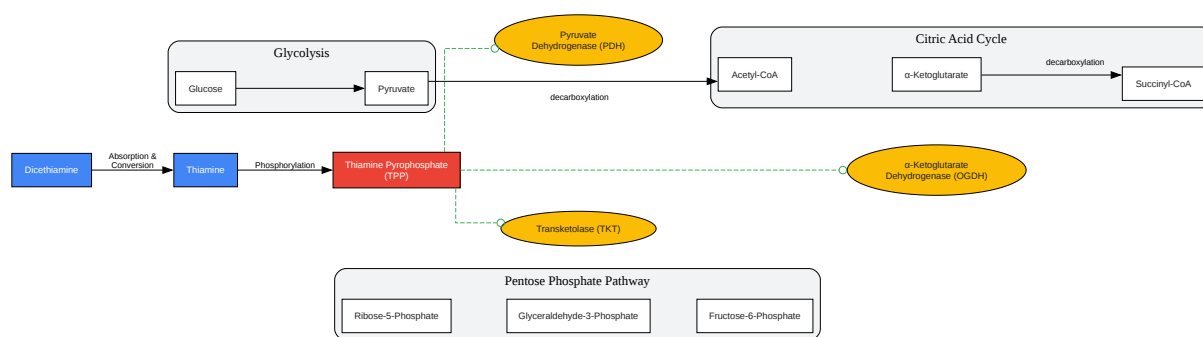 Pyruvate
Dehydrogenase (PDH)
Glycolysis
Citric Acid Cycle
Glucose
Pyruvate
decarboxylation
Acetyl-CoA
α-Ketoglutarate
decarboxylation
Succinyl-CoA
Dicethiamine
Absorption &
Conversion
Thiamine
Phosphorylation
Thiamine Pyrophosphate
(TPP)
α-Ketoglutarate
Dehydrogenase (OGDH)
Transketolase (TKT)
Pentose Phosphate Pathway
Ribose-5-Phosphate
Glyceraldehyde-3-Phosphate
Fructose-6-Phosphate